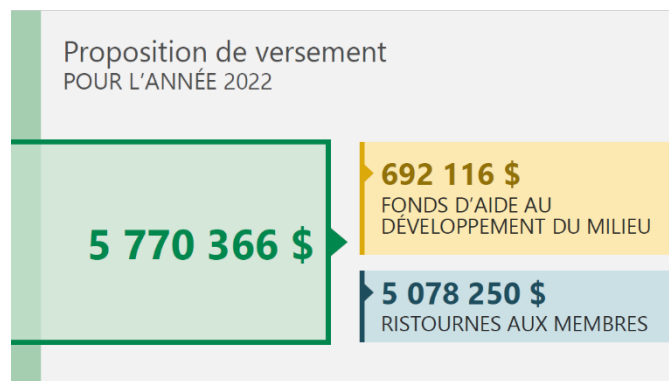 Proposition de versement
POUR L'ANNÉE 2022
5 770 366 $
692 116 $
FONDS D'AIDE AU
DÉVELOPPEMENT DU MILIEU
5 078 250 $
RISTOURNES AUX MEMBRES